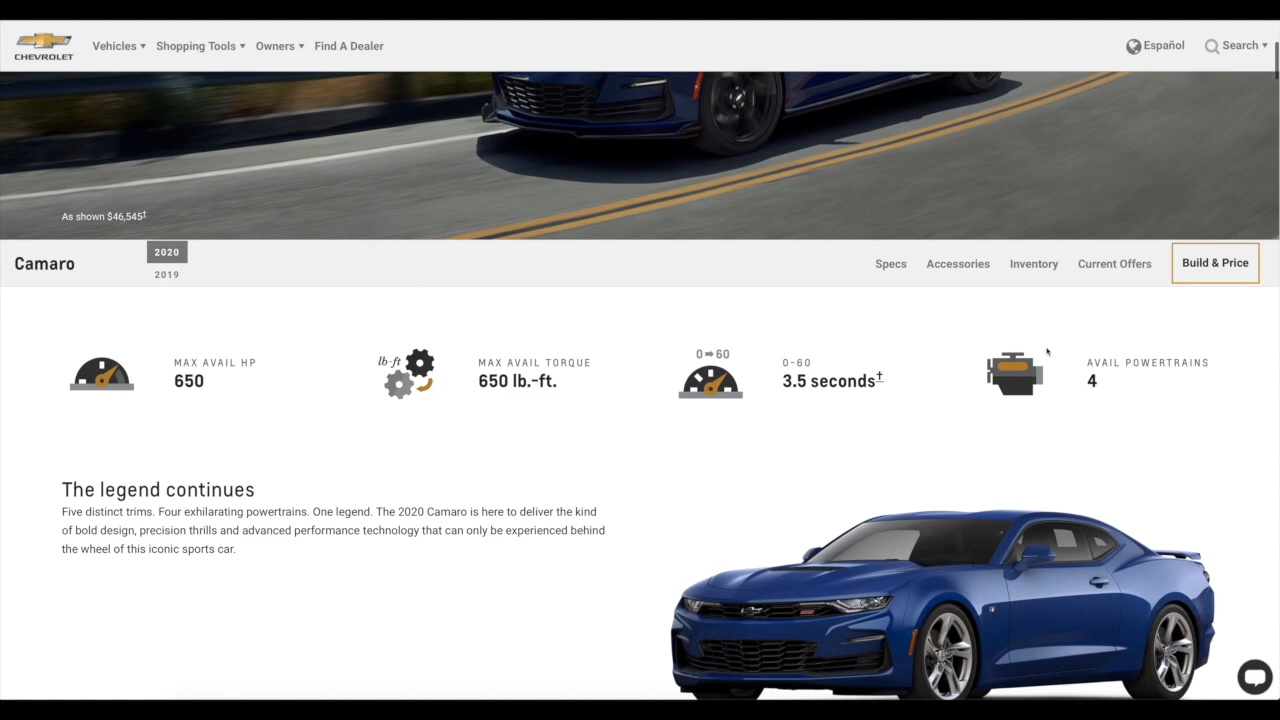 CHEVROLET
Vehicles
Shopping Tools
Owners
Find A Dealer
Español
Search
As shown $46,545†
Camaro
2020
2019
Specs
Accessories
Inventory
Current Offers
Build & Price
MAX AVAIL HP
650
lb-ft
MAX AVAIL TORQUE
650 lb.-ft.
0➡60
0-60
3.5 seconds†
AVAIL POWERTRAINS
4
The legend continues
Five distinct trims. Four exhilarating powertrains. One legend. The 2020 Camaro is here to deliver the kind
of bold design, precision thrills and advanced performance technology that can only be experienced behind
the wheel of this iconic sports car.